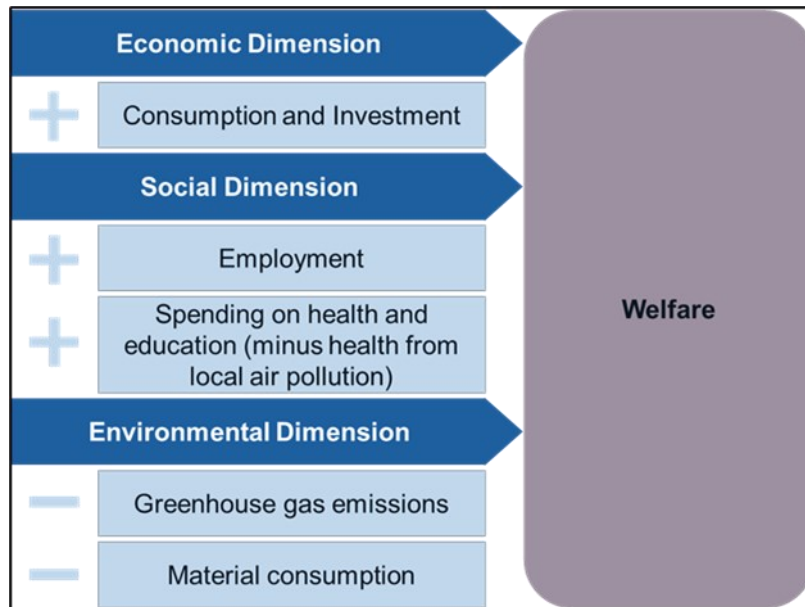 Economic Dimension
Consumption and Investment
Social Dimension
Employment
Spending on health and
education (minus health from
local air pollution)
Welfare
Environmental Dimension
Greenhouse gas emissions
Material consumption